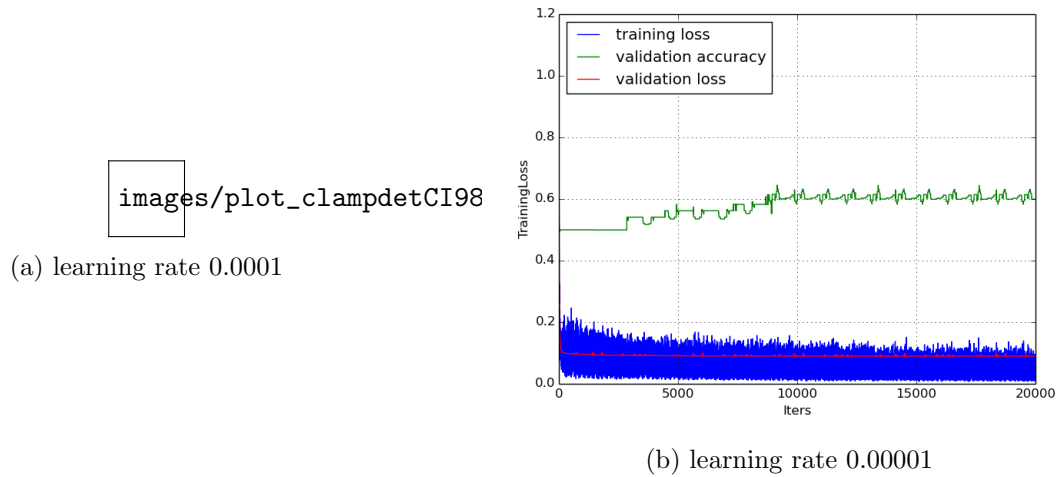 images/plot_clampdetCI98
(a) learning rate 0.0001
1.2
1.0
0.8
0.6
0.4
0.2
0.0
TrainingLoss
training loss
validation accuracy
validation loss
0
5000
10000
15000
20000
Iters
(b) learning rate 0.00001